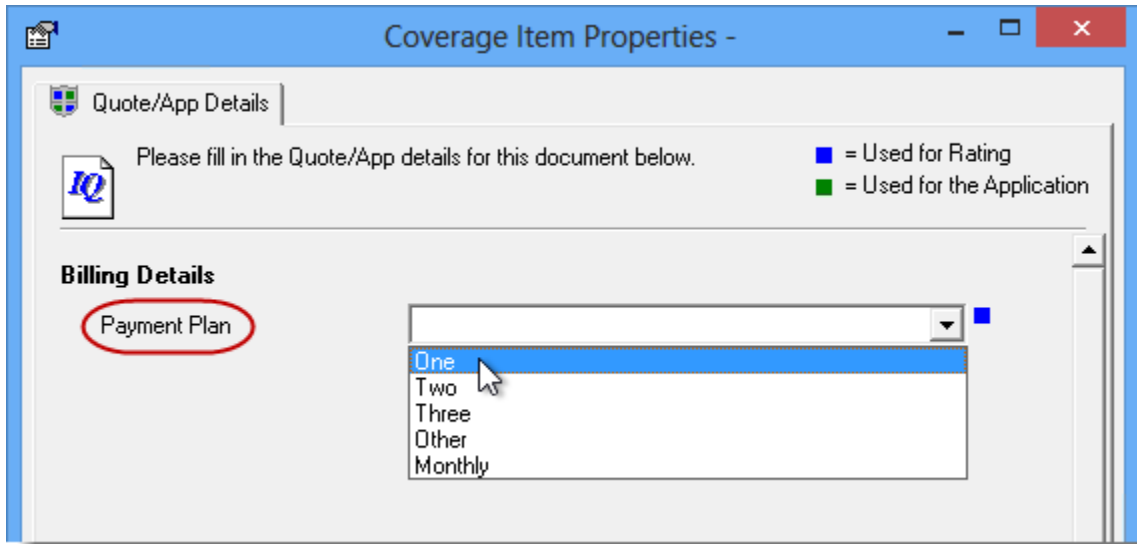 Coverage Item Properties -
Quote/App Details
Please fill in the Quote/App details for this document below.
= Used for Rating
IQ
= Used for the Application
Billing Details
Payment Plan
One
Two
Three
Other
Monthly